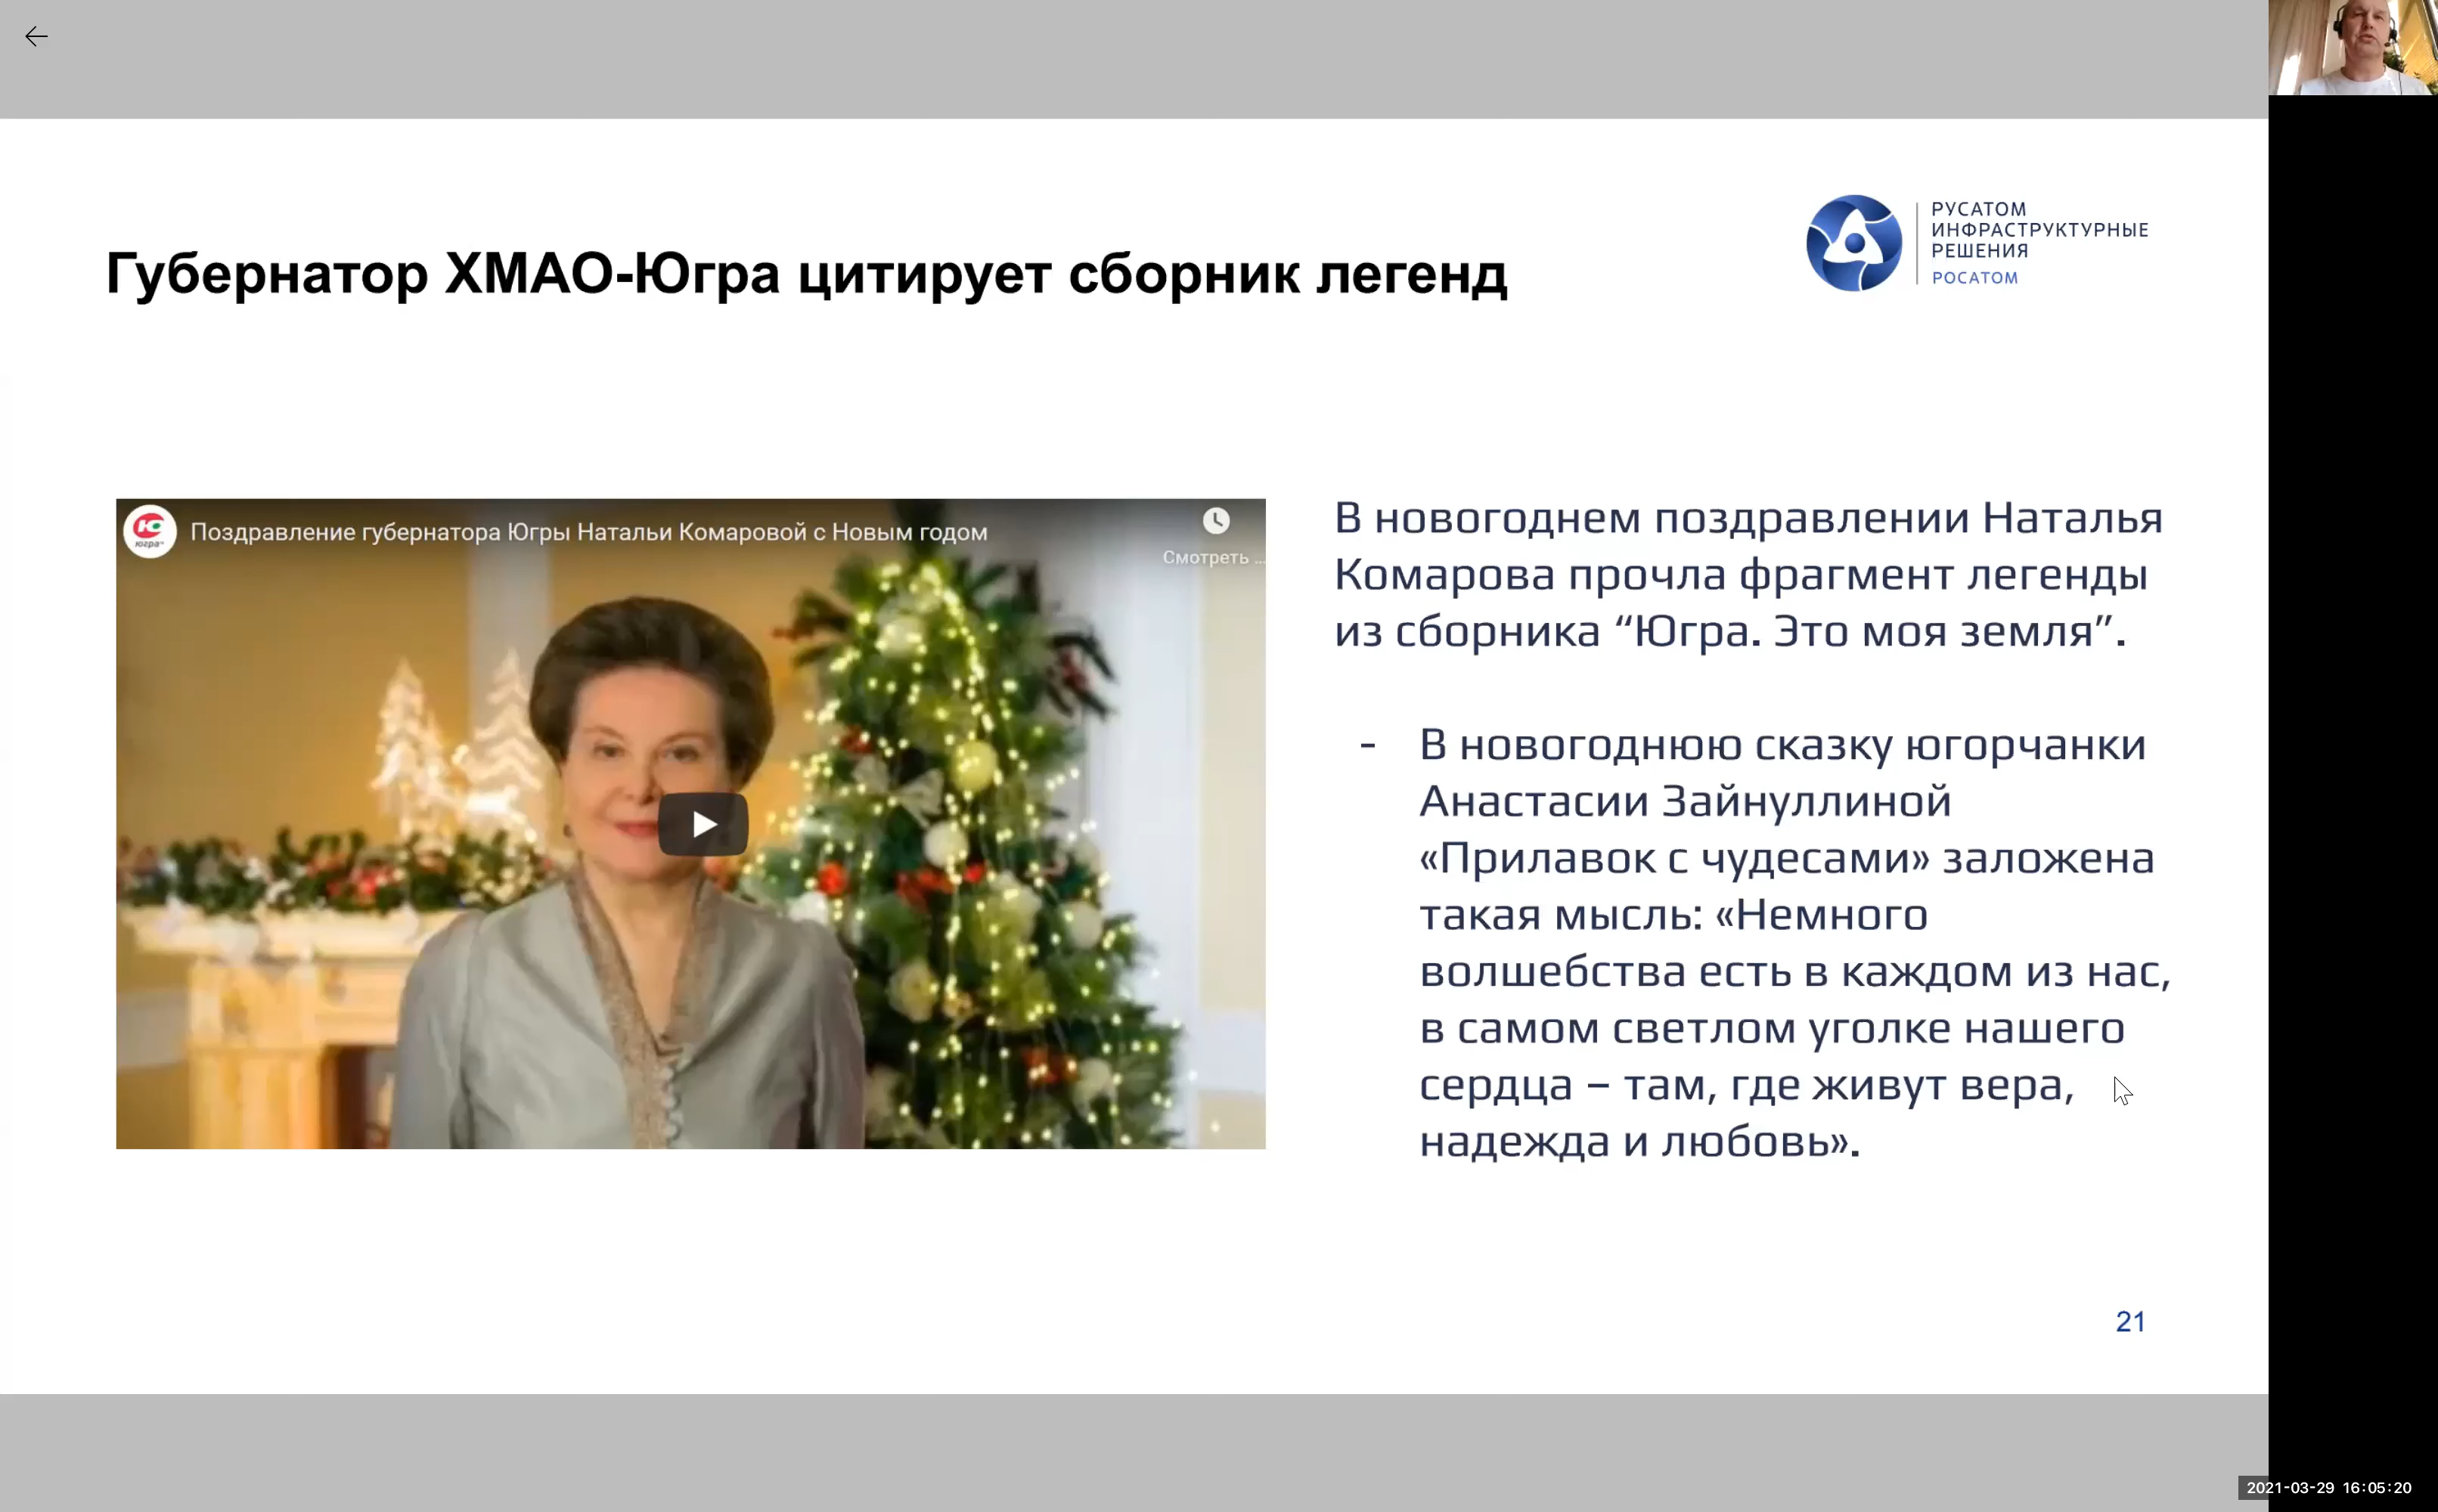 РУСАТОМ
ИНФРАСТРУКТУРНЫЕ
РЕШЕНИЯ
РОСАТОМ
Губернатор ХМАО-Югра цитирует сборник легенд
Ю
югра
Поздравление губернатора Югры Натальи Комаровой с Новым годом
Смотреть ...
В новогоднем поздравлении Наталья
Комарова прочла фрагмент легенды
из сборника “Югра. Это моя земля”.
- В новогоднюю сказку югорчанки
Анастасии Зайнуллиной
«Прилавок с чудесами» заложена
такая мысль: «Немного
волшебства есть в каждом из нас,
в самом светлом уголке нашего
сердца – там, где живут вера,
надежда и любовь».
21
2021-03-29 16:05:20